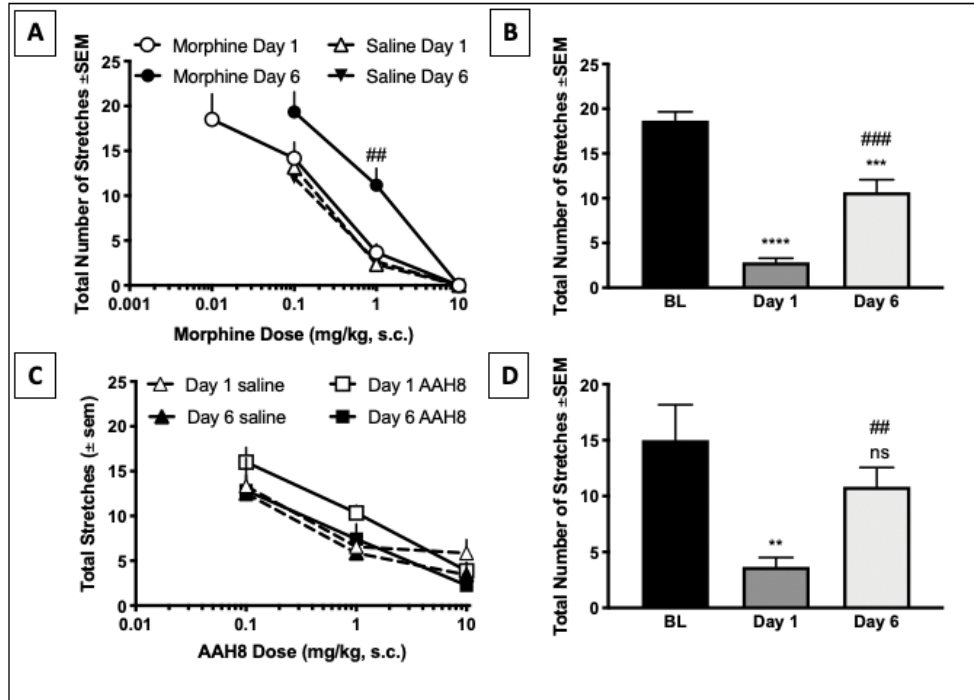 A
Morphine Day 1
Saline Day 1
Morphine Day 6
Saline Day 6
Total Number of Stretches ±SEM
25
20
15
10
5
0
##
0.001 0.01 0.1 1 10
Morphine Dose (mg/kg, s.c.)
B
Total Number of Stretches ±SEM
25
20
15
10
5
0
****
###
***
BL Day 1 Day 6
C
Day 1 saline
Day 1 AAH8
Day 6 saline
Day 6 AAH8
Total Stretches (± sem)
25
20
15
10
5
0
0.01 0.1 1 10
AAH8 Dose (mg/kg, s.c.)
D
Total Number of Stretches ±SEM
20
15
10
5
0
**
##
ns
BL Day 1 Day 6